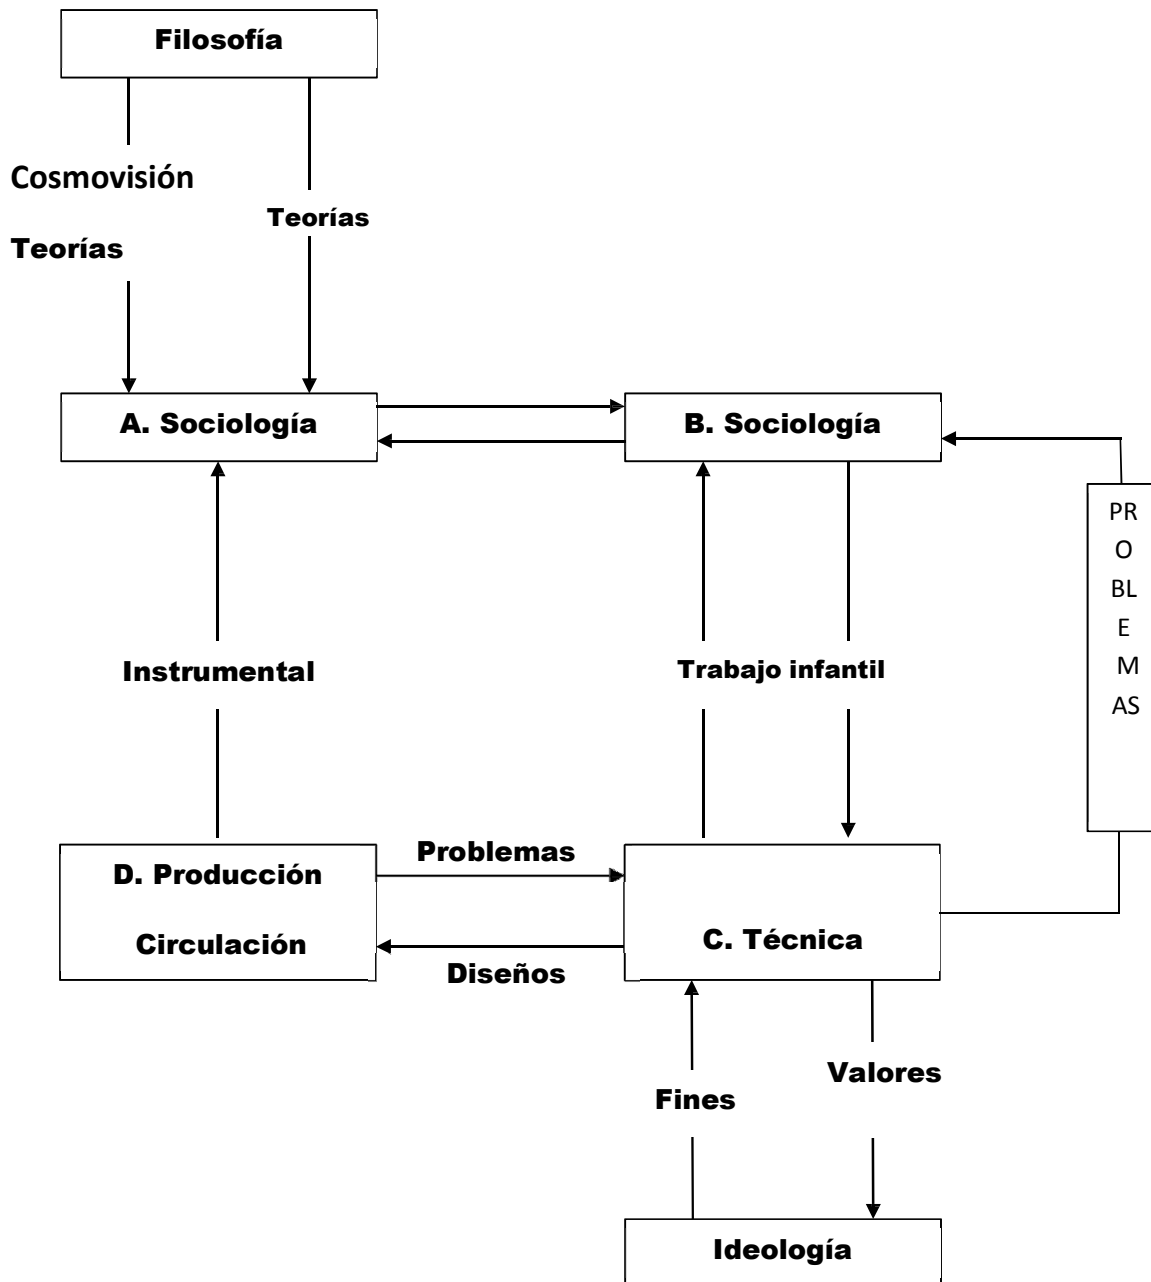 Filosofía
Cosmovisión
Teorías
Teorías
A. Sociología
B. Sociología
PR
O
BL
E
M
AS
Instrumental
Trabajo infantil
Problemas
D. Producción
Circulación
C. Técnica
Diseños
Valores
Fines
Ideología